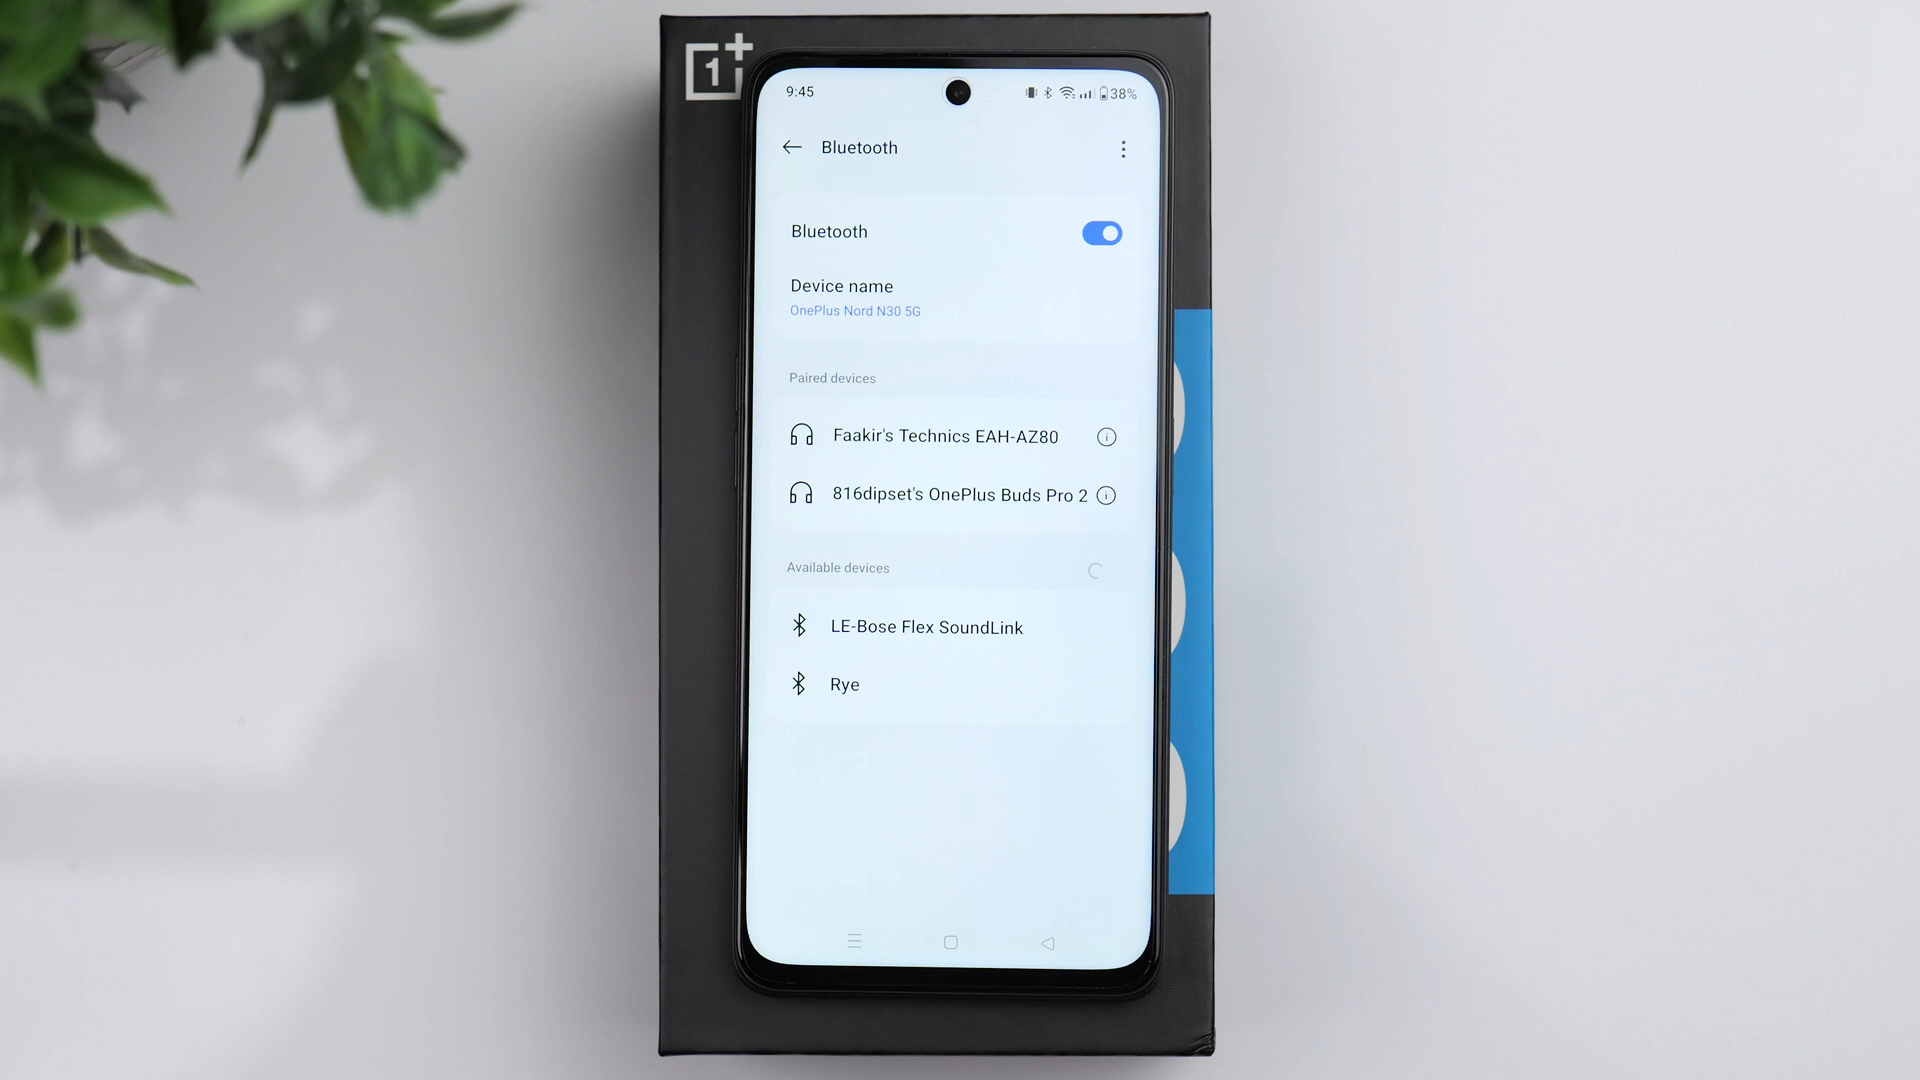 1+
9:45
38%
Bluetooth
Bluetooth
Device name
OnePlus Nord N30 5G
Paired devices
Faakir's Technics EAH-AZ80
816dipset's OnePlus Buds Pro 2
Available devices
LE-Bose Flex SoundLink
Rye